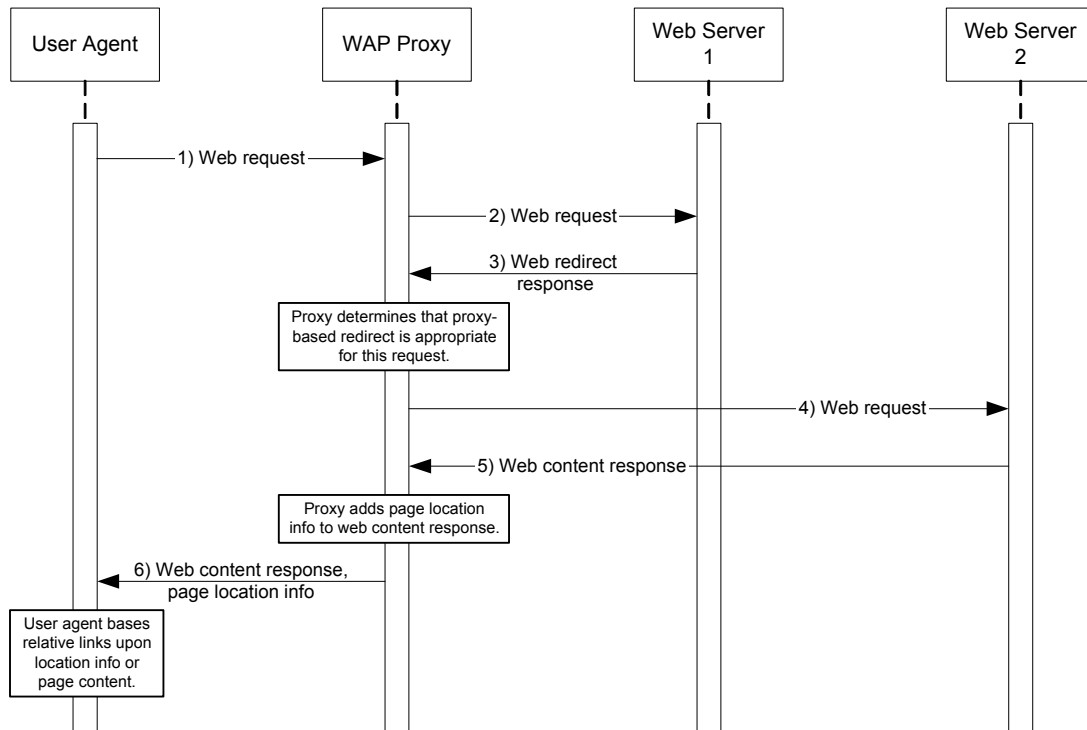 User Agent
WAP Proxy
Web Server
1
Web Server
2
1) Web request
2) Web request
3) Web redirect
response
Proxy determines that proxy-
based redirect is appropriate
for this request.
4) Web request
5) Web content response
Proxy adds page location
info to web content response.
6) Web content response,
page location info
User agent bases
relative links upon
location info or
page content.